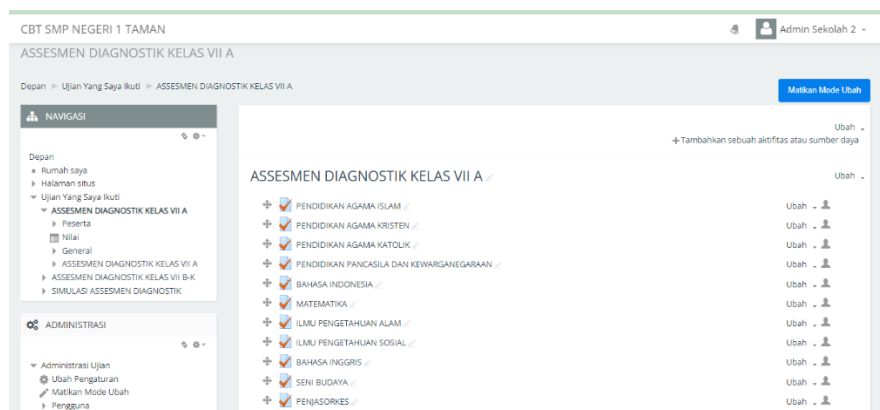 CBT SMP NEGERI 1 TAMAN
Admin Sekolah 2
ASSESMEN DIAGNOSTIK KELAS VII A
Depan Ujian Yang Saya Ikuti ASSESMEN DIAGNOSTIK KELAS VII A
Matikan Mode Ubah
NAVIGASI
Depan
Rumah saya
Halaman situs
Ujian Yang Saya Ikuti
ASSESMEN DIAGNOSTIK KELAS VII A
Peserta
Nilai
General
ASSESMEN DIAGNOSTIK KELAS VII A
ASSESMEN DIAGNOSTIK KELAS VII B-K
SIMULASI ASSESMEN DIAGNOSTIK
ADMINISTRASI
Administrasi Ujian
Ubah Pengaturan
Matikan Mode Ubah
Pengguna
Ubah
+Tambahkan sebuah aktifitas atau sumber daya
ASSESMEN DIAGNOSTIK KELAS VII A Ubah
PENDIDIKAN AGAMA ISLAM Ubah
PENDIDIKAN AGAMA KRISTEN Ubah
PENDIDIKAN AGAMA KATOLIK Ubah
PENDIDIKAN PANCASILA DAN KEWARGANEGARAAN Ubah
BAHASA INDONESIA Ubah
MATEMATIKA Ubah
ILMU PENGETAHUAN ALAM Ubah
ILMU PENGETAHUAN SOSIAL Ubah
BAHASA INGGRIS Ubah
SENI BUDAYA Ubah
PENJASORKES Ubah